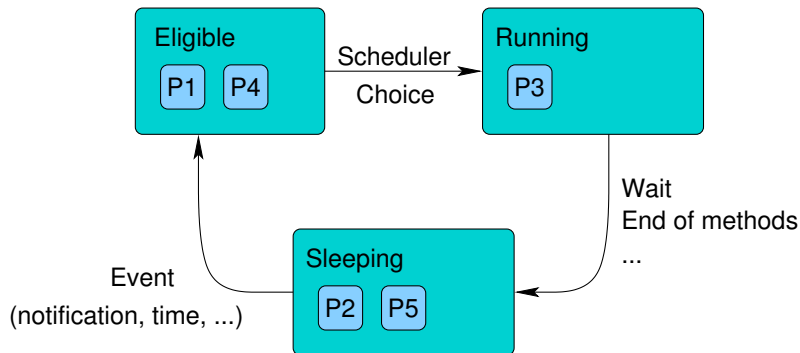 Eligible
P1 P4
Scheduler
Choice
Running
P3
Wait
End of methods
...
Sleeping
P2 P5
Event
(notification, time, ...)